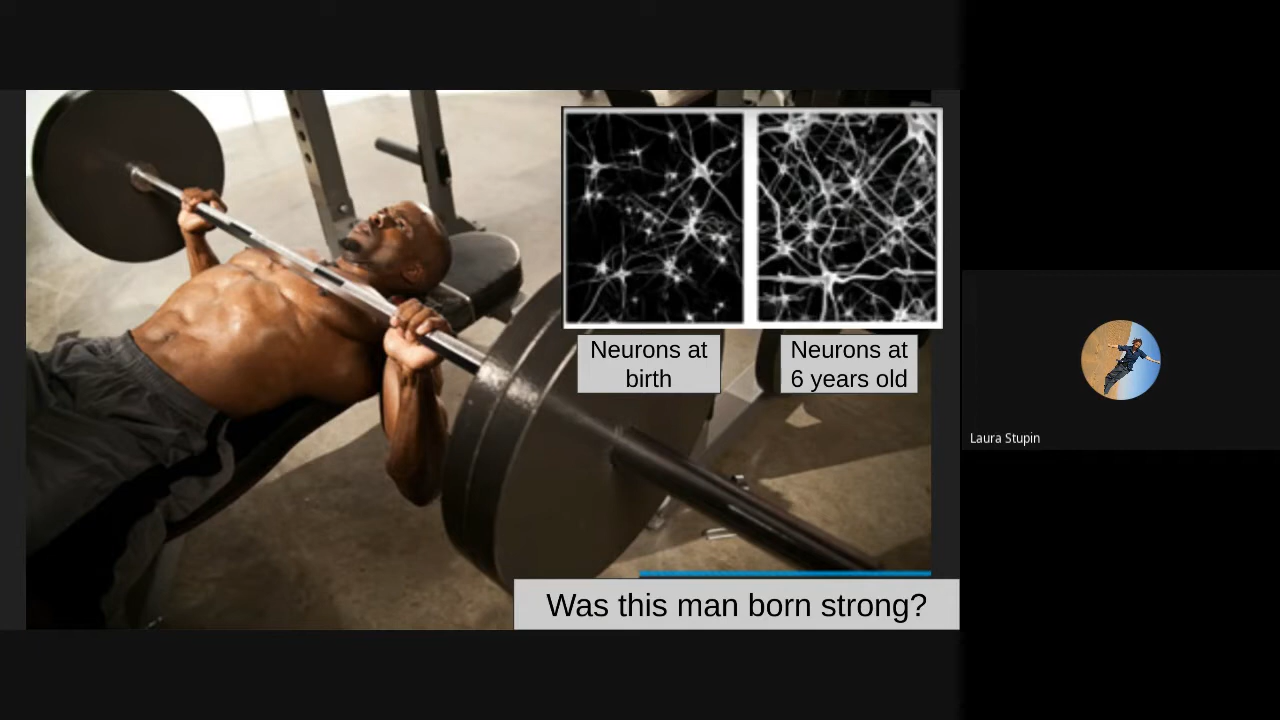 Neurons at
birth
Neurons at
6 years old
Laura Stupin
Was this man born strong?